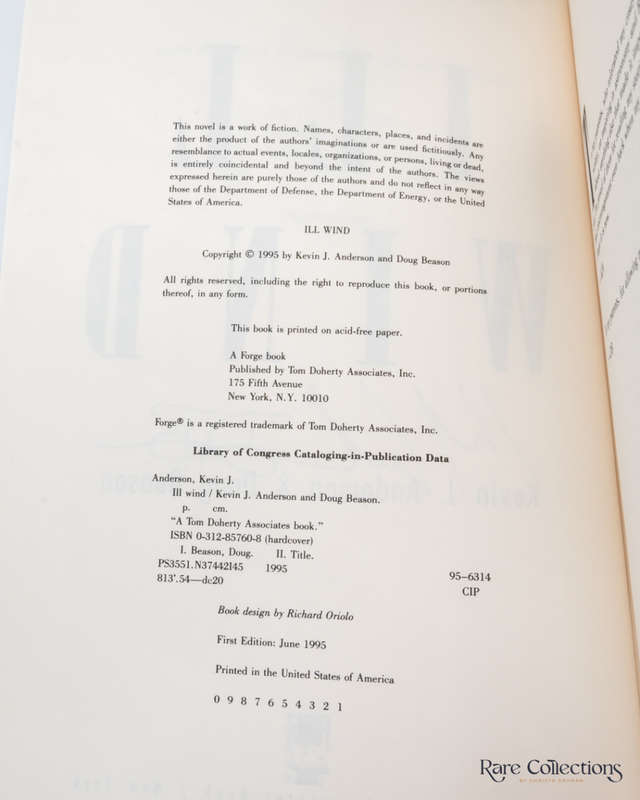 This novel is a work of fiction. Names, characters, places, and incidents are
either the product of the authors' imaginations or are used fictitiously. Any
resemblance to actual events, locales, organizations, or persons, living or dead,
is entirely coincidental and beyond the intent of the authors. The views
expressed herein are purely those of the authors and do not reflect in any way
those of the Department of Defense, the Department of Energy, or the United
States of America.
ILL WIND
Copyright © 1995 by Kevin J. Anderson and Doug Beason
All rights reserved, including the right to reproduce this book, or portions
thereof, in any form.
This book is printed on acid-free paper.
A Forge book
Published by Tom Doherty Associates, Inc.
175 Fifth Avenue
New York, N.Y. 10010
Forge® is a registered trademark of Tom Doherty Associates, Inc.
Library of Congress Cataloging-in-Publication Data
Anderson, Kevin J.
Ill wind / Kevin J. Anderson and Doug Beason.
p. cm.
"A Tom Doherty Associates book."
ISBN 0-312-85760-8 (hardcover)
I. Beason, Doug. II. Title.
PS3551.N37442I45 1995
813'.54—dc20
95-6314
CIP
Book design by Richard Oriolo
First Edition: June 1995
Printed in the United States of America
0 9 8 7 6 5 4 3 2 1
Rare Collections